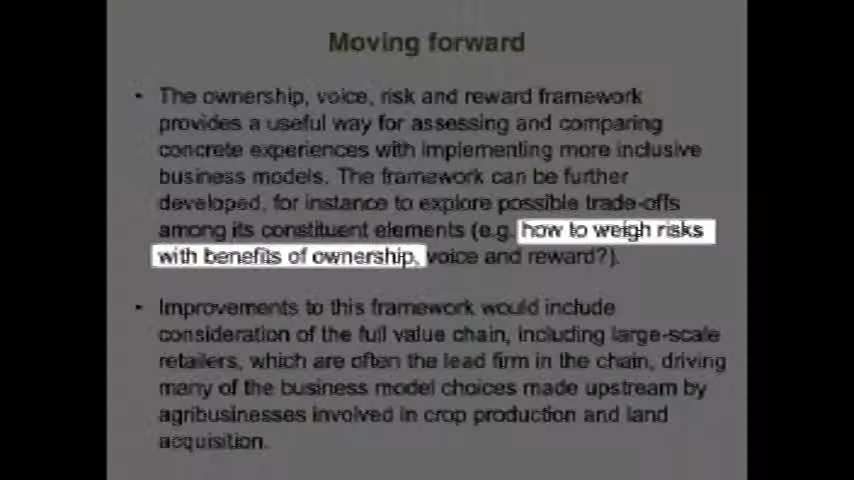 Moving forward
• The ownership, voice, risk and reward framework
provides a useful way for assessing and comparing
concrete experiences with implementing more inclusive
business models. The framework can be further
developed, for instance to explore possible trade-offs
among its constituent elements (e.g. how to weigh risks
with benefits of ownership, voice and reward?).
• Improvements to this framework would include
consideration of the full value chain, including large-scale
retailers, which are often the lead firm in the chain, driving
many of the business model choices made upstream by
agribusinesses involved in crop production and land
acquisition.